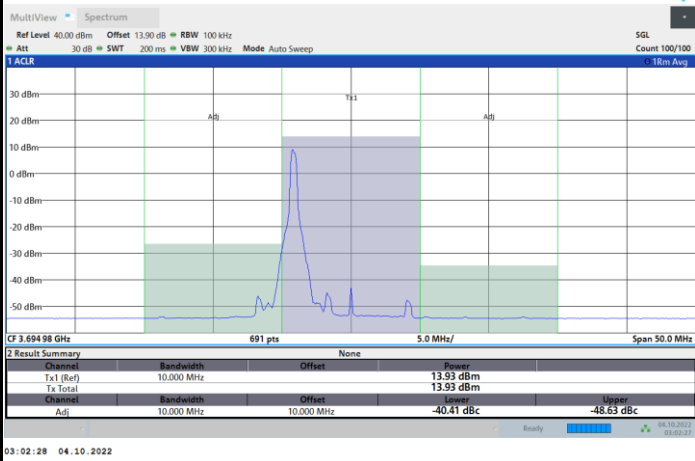 MultiView Spectrum
Ref Level 40.00 dBm Offset 13.90 dB RBW 100 kHz SGL
Att 30 dB SWT 200 ms VBW 300 kHz Mode Auto Sweep Count 100/100
1 ACLR 1Rm Avg
30 dBm
Tx1
20 dBm
Adj Adj
10 dBm
0 dBm
-10 dBm
-20 dBm
-30 dBm
-40 dBm
-50 dBm
CF 3.694 98 GHz 691 pts 5.0 MHz/ Span 50.0 MHz
2 Result Summary None
Channel Bandwidth Offset Power
Tx1 (Ref) 10.000 MHz 13.93 dBm
Tx Total 13.93 dBm
Channel Bandwidth Offset Lower Upper
Adj 10.000 MHz 10.000 MHz -40.41 dBc -48.63 dBc
Ready 04.10.2022
03:02:27
03:02:28 04.10.2022